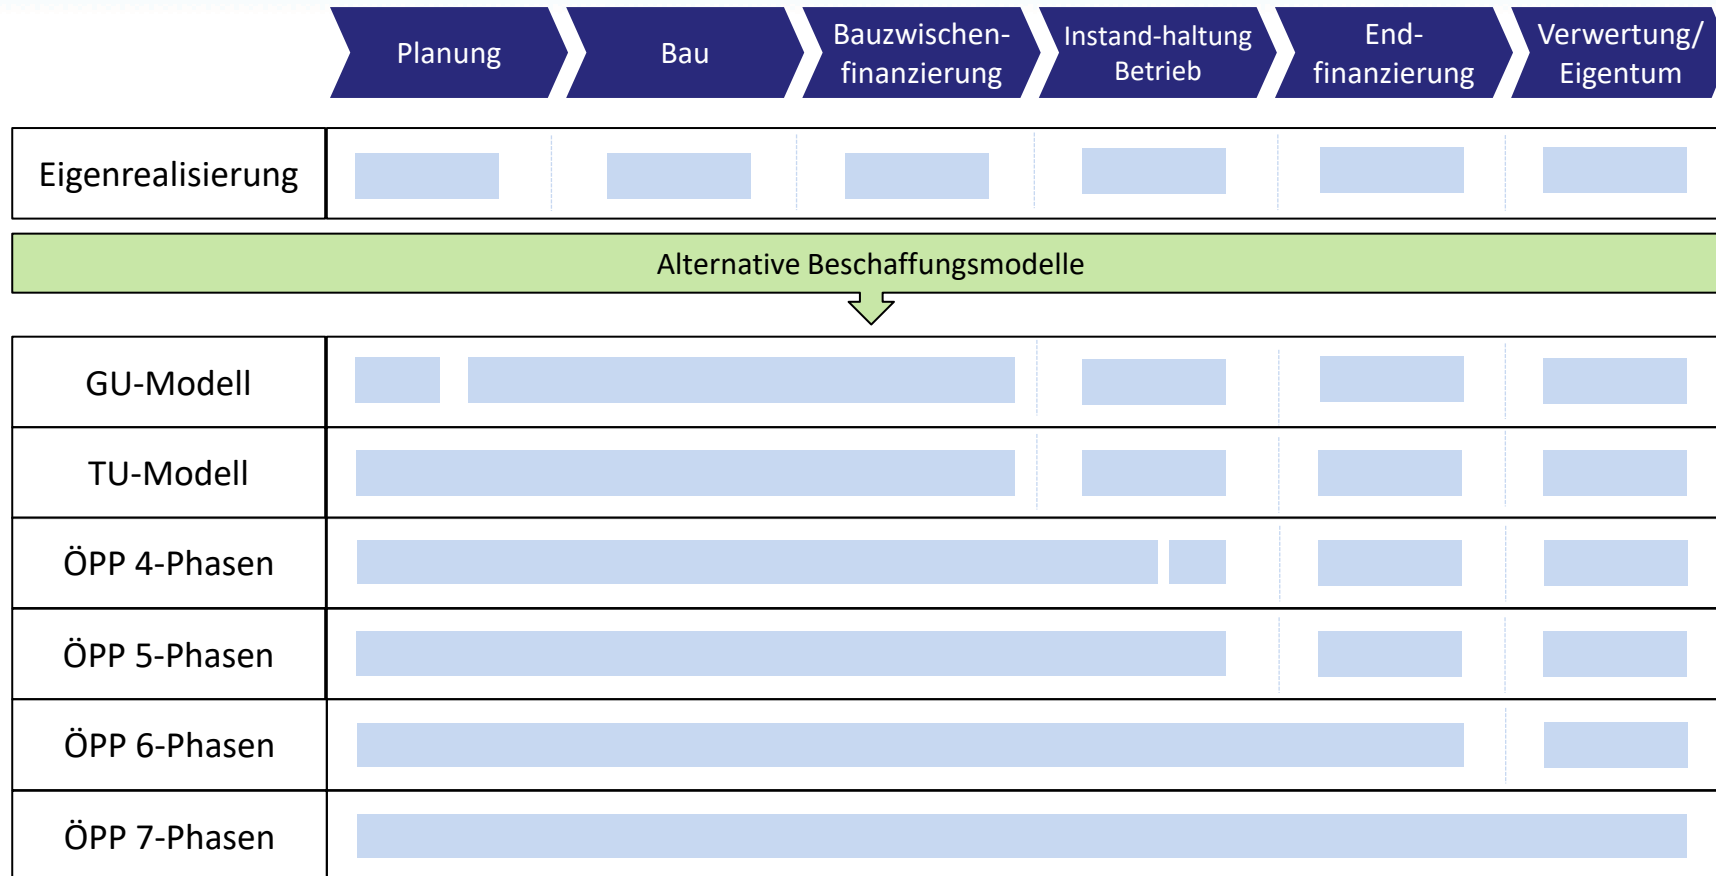 Planung
Bau
Bauzwischen-
finanzierung
Instand-haltung
Betrieb
End-
finanzierung
Verwertung/
Eigentum
Eigenrealisierung
Alternative Beschaffungsmodelle
GU-Modell
TU-Modell
ÖPP 4-Phasen
ÖPP 5-Phasen
ÖPP 6-Phasen
ÖPP 7-Phasen